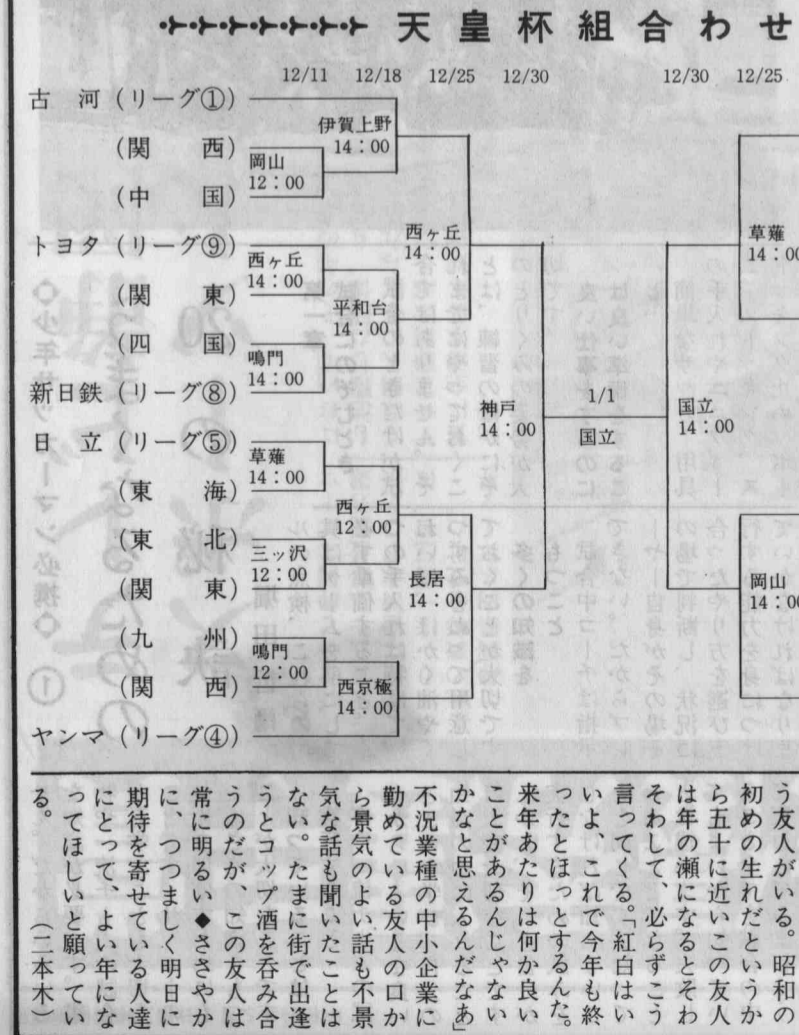 天皇杯組合わせ
12/11 12/18 12/25 12/30 12/30 12/25
古河(リーグ①)
(関西)
(中国)
トヨタ(リーグ⑨)
(関東)
(四国)
新日鉄(リーグ⑧)
日立(リーグ⑤)
(東海)
(東北)
(関東)
(九州)
(関西)
ヤンマ(リーグ④)
岡山
12:00
西ヶ丘
14:00
鳴門
14:00
草薙
14:00
三ッ沢
12:00
鳴門
12:00
伊賀上野
14:00
平和台
14:00
西ヶ丘
12:00
西京極
14:00
西ヶ丘
14:00
長居
14:00
神戸
14:00
1/1
国立
国立
14:00
草薙
14:00
岡山
14:00
う友人がいる。昭和の
初めの生れだというか
ら五十に近いこの友人
は年の瀬になるとそわ
そわして、必らずこう
言ってくる。「紅白はい
いよ、これで今年も終
ったとほっとするんだ。
来年あたりは何か良い
ことがあるんじゃない
かなと思えるんだなあ」
不況業種の中小企業に
勤めている友人の口か
ら景気のよい話も不景
気な話も聞いたことは
ない。たまに街で出逢
うとコップ酒を呑み合
うのだが、この友人は
常に明るい◆ささやか
に、つつましく明日に
期待を寄せている人達
にとって、よい年にな
ってほしいと願ってい
る。 (二本木)
◇少年サッカーマン必携◇ ①